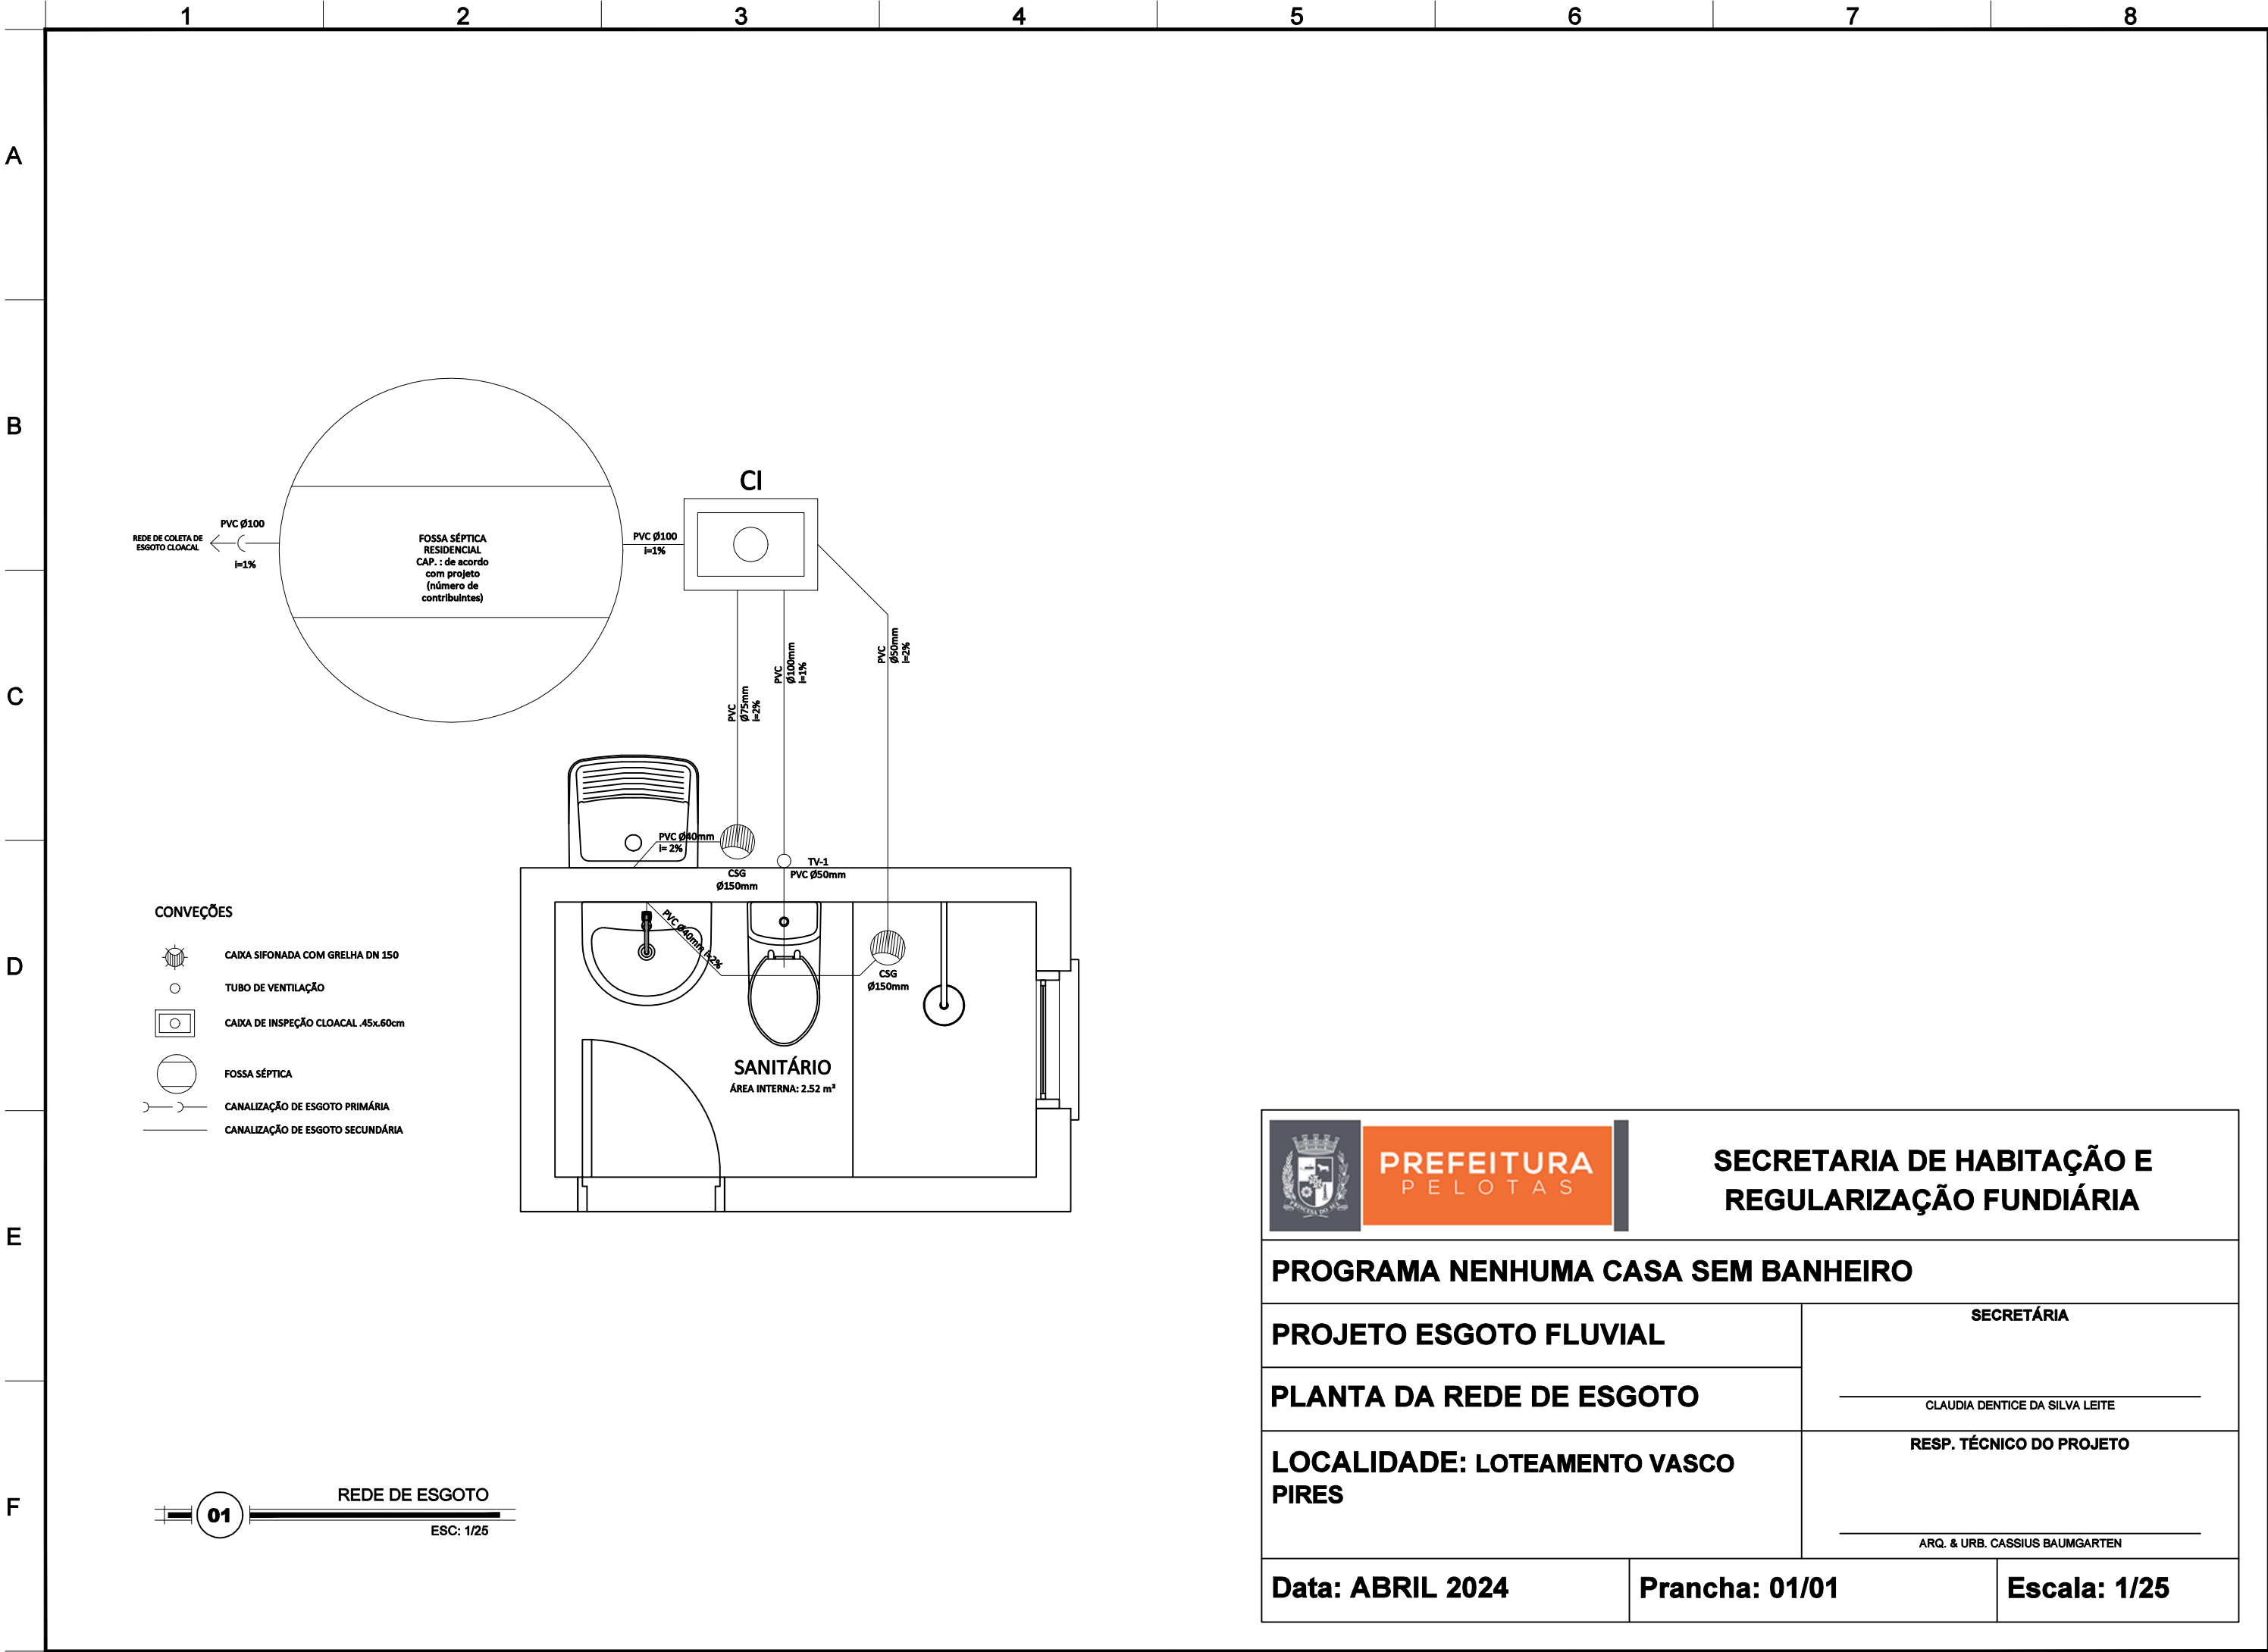 1 2 3 4 5 6 7 8
A
B
C
D
E
F
CI
PVC Ø100
i=1%
REDE DE COLETA DE
ESGOTO CLOACAL
FOSSA SÉPTICA
RESIDENCIAL
CAP. : de acordo
com projeto
(número de
contribuintes)
PVC Ø100
i=1%
PVC
Ø75mm
i=2%
PVC
Ø100mm
i=1%
PVC
Ø50mm
i=2%
PVC Ø40mm
i= 2%
CSG
Ø150mm
TV-1
PVC Ø50mm
PVC Ø40mm i=2%
CSG
Ø150mm
SANITÁRIO
ÁREA INTERNA: 2.52 m²
CONVEÇÕES
CAIXA SIFONADA COM GRELHA DN 150
TUBO DE VENTILAÇÃO
CAIXA DE INSPEÇÃO CLOACAL .45x.60cm
FOSSA SÉPTICA
CANALIZAÇÃO DE ESGOTO PRIMÁRIA
CANALIZAÇÃO DE ESGOTO SECUNDÁRIA
01
REDE DE ESGOTO
ESC: 1/25
PREFEITURA
PELOTAS
PRINCESA DO SUL
SECRETARIA DE HABITAÇÃO E
REGULARIZAÇÃO FUNDIÁRIA
PROGRAMA NENHUMA CASA SEM BANHEIRO
PROJETO ESGOTO FLUVIAL
SECRETÁRIA
PLANTA DA REDE DE ESGOTO
CLAUDIA DENTICE DA SILVA LEITE
LOCALIDADE: LOTEAMENTO VASCO
PIRES
RESP. TÉCNICO DO PROJETO
ARQ. & URB. CASSIUS BAUMGARTEN
Data: ABRIL 2024
Prancha: 01/01
Escala: 1/25